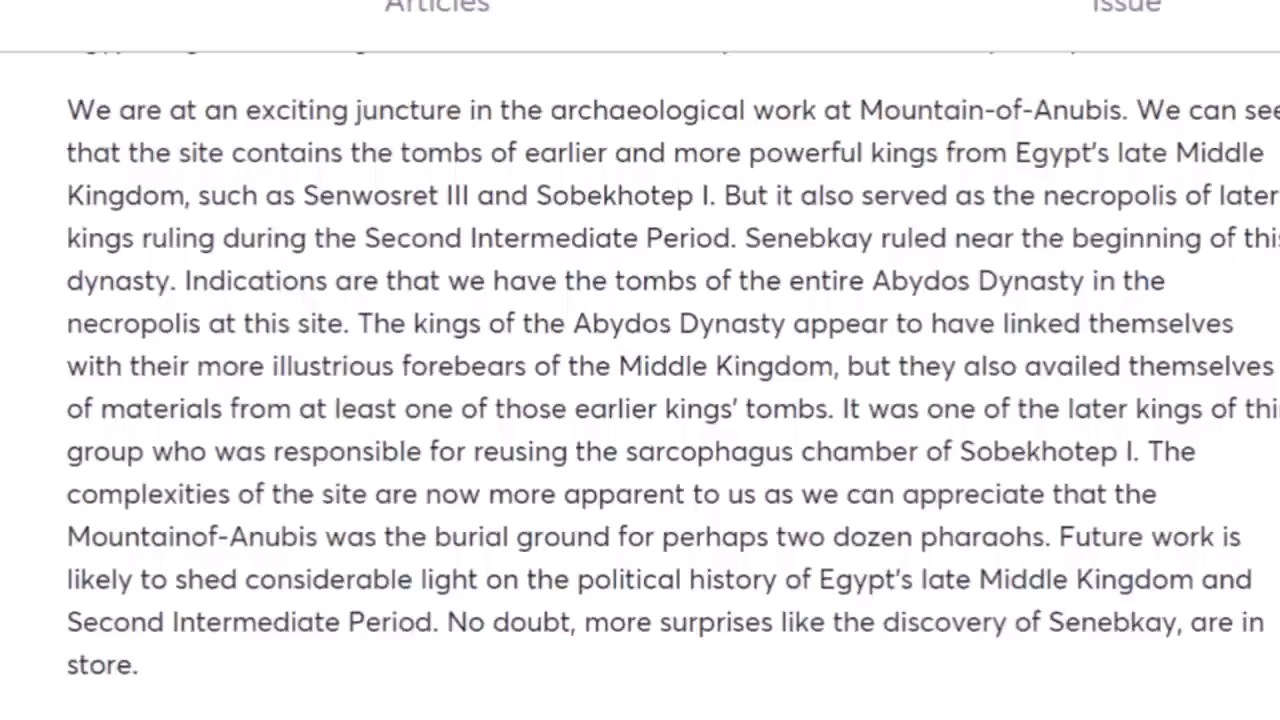 Articles
Issue
We are at an exciting juncture in the archaeological work at Mountain-of-Anubis. We can see
that the site contains the tombs of earlier and more powerful kings from Egypt's late Middle
Kingdom, such as Senwosret III and Sobekhotep I. But it also served as the necropolis of later
kings ruling during the Second Intermediate Period. Senebkay ruled near the beginning of this
dynasty. Indications are that we have the tombs of the entire Abydos Dynasty in the
necropolis at this site. The kings of the Abydos Dynasty appear to have linked themselves
with their more illustrious forebears of the Middle Kingdom, but they also availed themselves
of materials from at least one of those earlier kings' tombs. It was one of the later kings of thi
group who was responsible for reusing the sarcophagus chamber of Sobekhotep I. The
complexities of the site are now more apparent to us as we can appreciate that the
Mountainof-Anubis was the burial ground for perhaps two dozen pharaohs. Future work is
likely to shed considerable light on the political history of Egypt's late Middle Kingdom and
Second Intermediate Period. No doubt, more surprises like the discovery of Senebkay, are in
store.